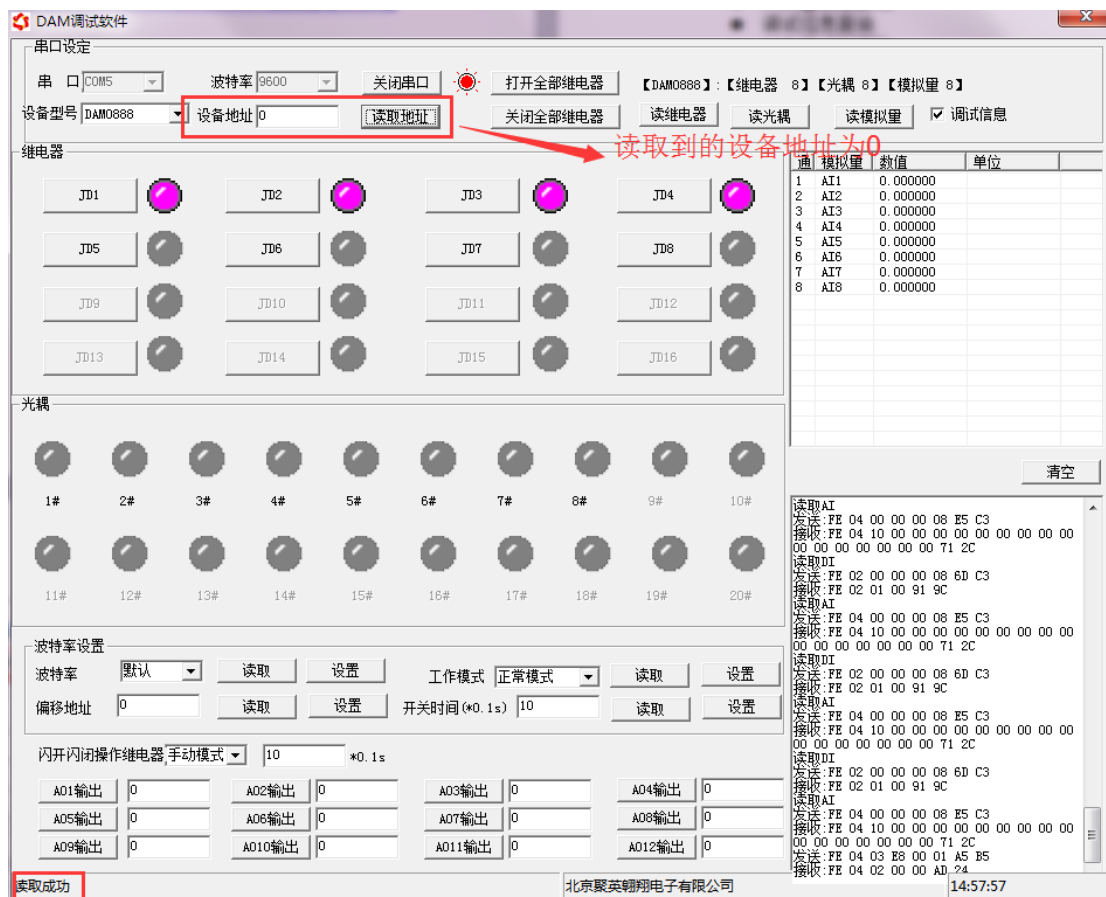 DAM调试软件
串口设定
串 口 COM5 波特率 9600 关闭串口 打开全部继电器 【DAM0888】:【继电器 8】【光耦 8】【模拟量 8】
设备型号 DAM0888 设备地址 0 读取地址 关闭全部继电器 读继电器 读光耦 读模拟量 调试信息
读取到的设备地址为0
继电器
JD1 JD2 JD3 JD4
JD5 JD6 JD7 JD8
JD9 JD10 JD11 JD12
JD13 JD14 JD15 JD16
通 模拟量 数值 单位
1 AI1 0.000000
2 AI2 0.000000
3 AI3 0.000000
4 AI4 0.000000
5 AI5 0.000000
6 AI6 0.000000
7 AI7 0.000000
8 AI8 0.000000
光耦
1# 2# 3# 4# 5# 6# 7# 8# 9# 10#
11# 12# 13# 14# 15# 16# 17# 18# 19# 20#
清空
读取AI
发送:FE 04 00 00 00 08 E5 C3
接收:FE 04 10 00 00 00 00 00 00 00 00 00 00
00 00 00 00 00 00 00 71 2C
读取DI
发送:FE 02 00 00 00 08 6D C3
接收:FE 02 01 00 91 9C
读取AI
发送:FE 04 00 00 00 08 E5 C3
接收:FE 04 10 00 00 00 00 00 00 00 00 00 00
00 00 00 00 00 00 00 71 2C
读取DI
发送:FE 02 00 00 00 08 6D C3
接收:FE 02 01 00 91 9C
读取AI
发送:FE 04 00 00 00 08 E5 C3
接收:FE 04 10 00 00 00 00 00 00 00 00 00 00
00 00 00 00 00 00 00 71 2C
读取DI
发送:FE 02 00 00 00 08 6D C3
接收:FE 02 01 00 91 9C
读取AI
发送:FE 04 00 00 00 08 E5 C3
接收:FE 04 10 00 00 00 00 00 00 00 00 00 00
00 00 00 00 00 00 00 71 2C
发送:FE 04 03 E8 00 01 A5 B5
接收:FE 04 02 00 00 AD 24
波特率设置
波特率 默认 读取 设置 工作模式 正常模式 读取 设置
偏移地址 0 读取 设置 开关时间(*0.1s) 10 读取 设置
闪开闪闭操作继电器 手动模式 10 *0.1s
AO1输出 0 AO2输出 0 AO3输出 0 AO4输出 0
AO5输出 0 AO6输出 0 AO7输出 0 AO8输出 0
AO9输出 0 AO10输出 0 AO11输出 0 AO12输出 0
读取成功 北京聚英翱翔电子有限公司 14:57:57